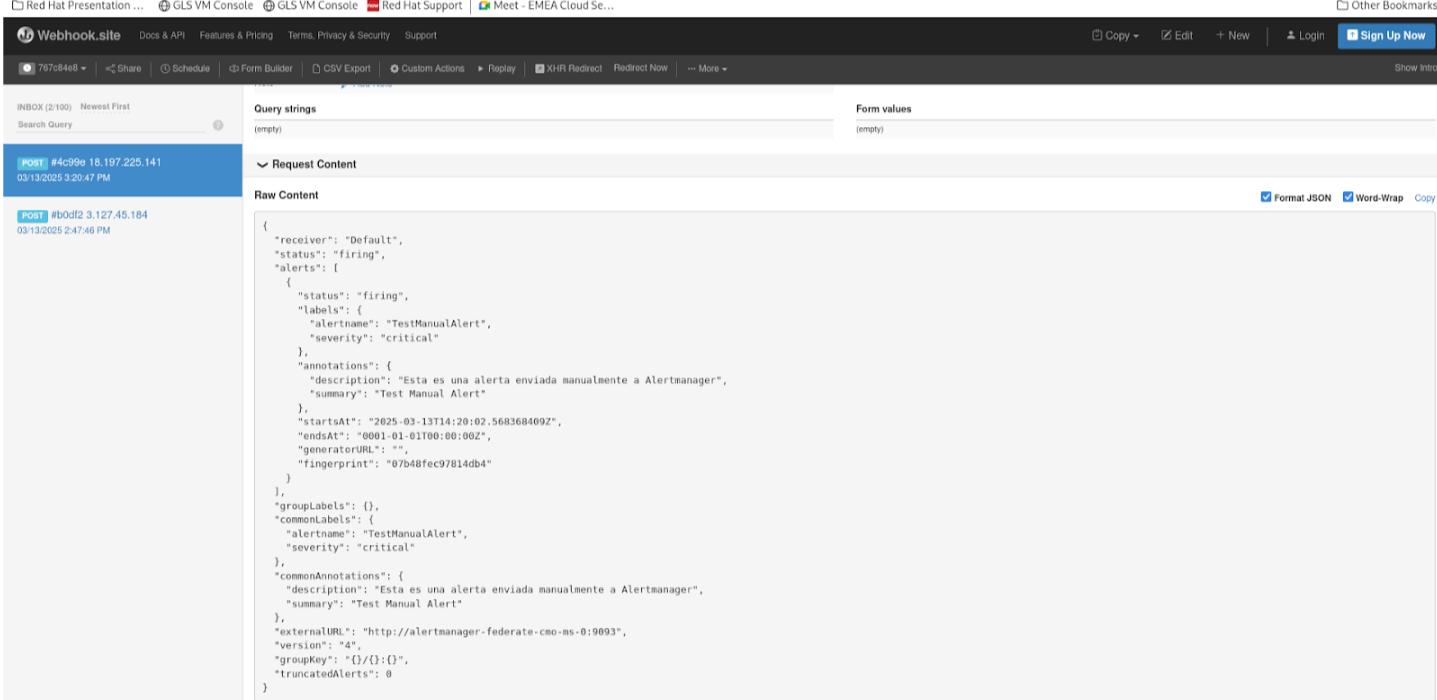 Red Hat Presentation ... GLS VM Console GLS VM Console Red Hat Support Meet - EMEA Cloud Se... Other Bookmarks
Webhook.site Docs & API Features & Pricing Terms, Privacy & Security Support Copy Edit + New Login Sign Up Now
767c84e8 Share Schedule Form Builder CSV Export Custom Actions Replay XHR Redirect Redirect Now ... More Show Intro
INBOX (2/100) Newest First
Search Query
POST #4c99e 18.197.225.141
03/13/2025 3:20:47 PM
POST #b0df2 3.127.45.184
03/13/2025 2:47:46 PM
Query strings
(empty)
Form values
(empty)
Request Content
Raw Content
Format JSON Word-Wrap Copy
{
"receiver": "Default",
"status": "firing",
"alerts": [
{
"status": "firing",
"labels": {
"alertname": "TestManualAlert",
"severity": "critical"
},
"annotations": {
"description": "Esta es una alerta enviada manualmente a Alertmanager",
"summary": "Test Manual Alert"
},
"startsAt": "2025-03-13T14:20:02.568368409Z",
"endsAt": "0001-01-01T00:00:00Z",
"generatorURL": "",
"fingerprint": "07b48fec97814db4"
}
],
"groupLabels": {},
"commonLabels": {
"alertname": "TestManualAlert",
"severity": "critical"
},
"commonAnnotations": {
"description": "Esta es una alerta enviada manualmente a Alertmanager",
"summary": "Test Manual Alert"
},
"externalURL": "http://alertmanager-federate-cmo-ms-0:9093",
"version": "4",
"groupKey": "{}/{}:{}",
"truncatedAlerts": 0
}